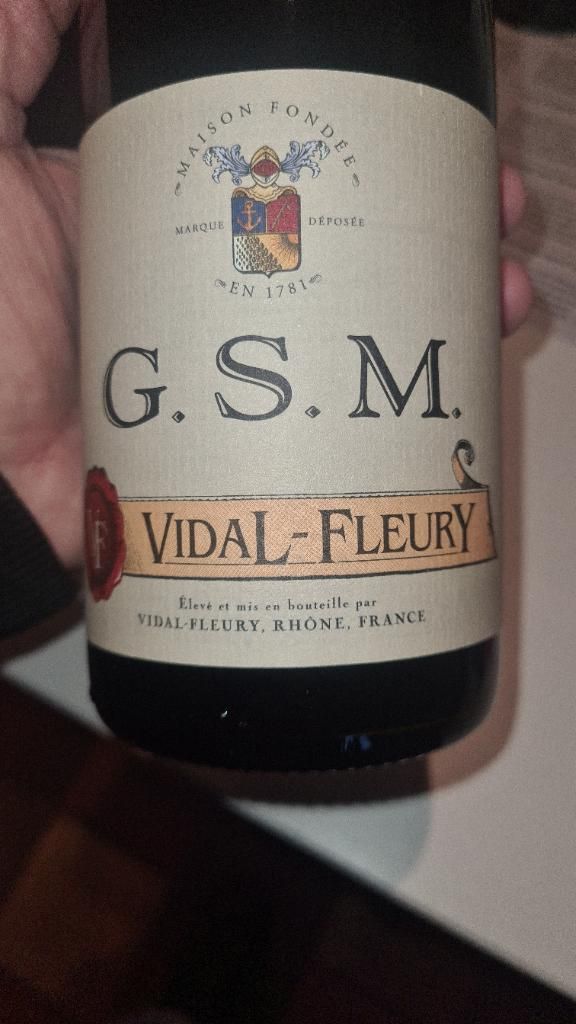 MAISON FONDÉE
MARQUE DÉPOSÉE
EN 1781
G. S. M.
VIDAL-FLEURY
Élevé et mis en bouteille par
VIDAL-FLEURY, RHÔNE, FRANCE